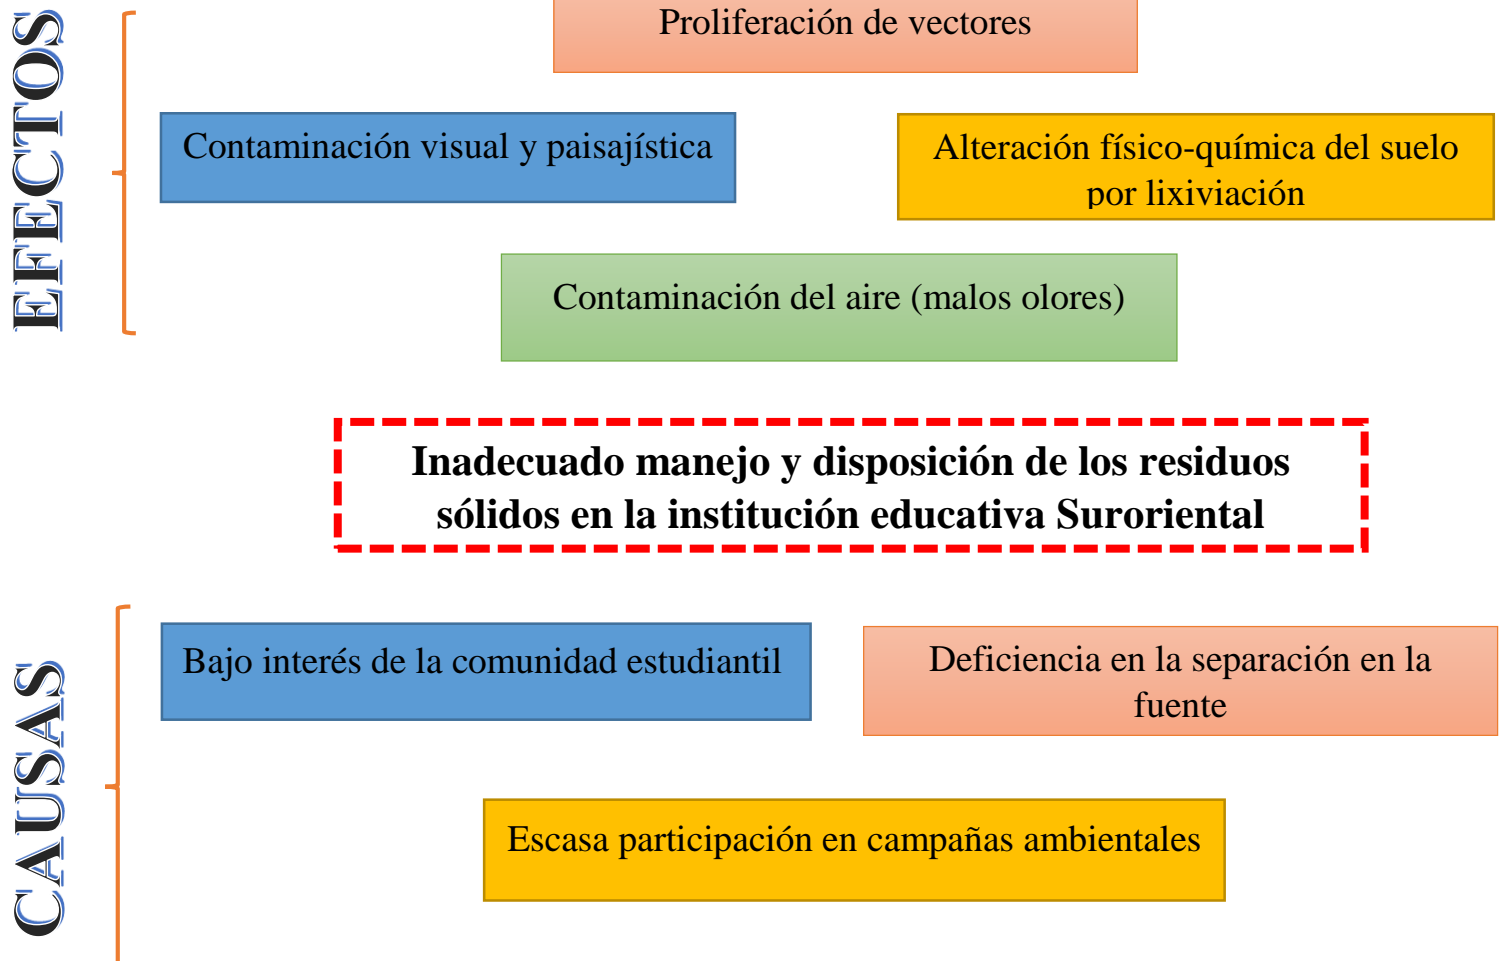 EFECTOS
Proliferación de vectores
Contaminación visual y paisajística
Alteración físico-química del suelo
por lixiviación
Contaminación del aire (malos olores)
Inadecuado manejo y disposición de los residuos
sólidos en la institución educativa Suroriental
CAUSAS
Bajo interés de la comunidad estudiantil
Deficiencia en la separación en la
fuente
Escasa participación en campañas ambientales